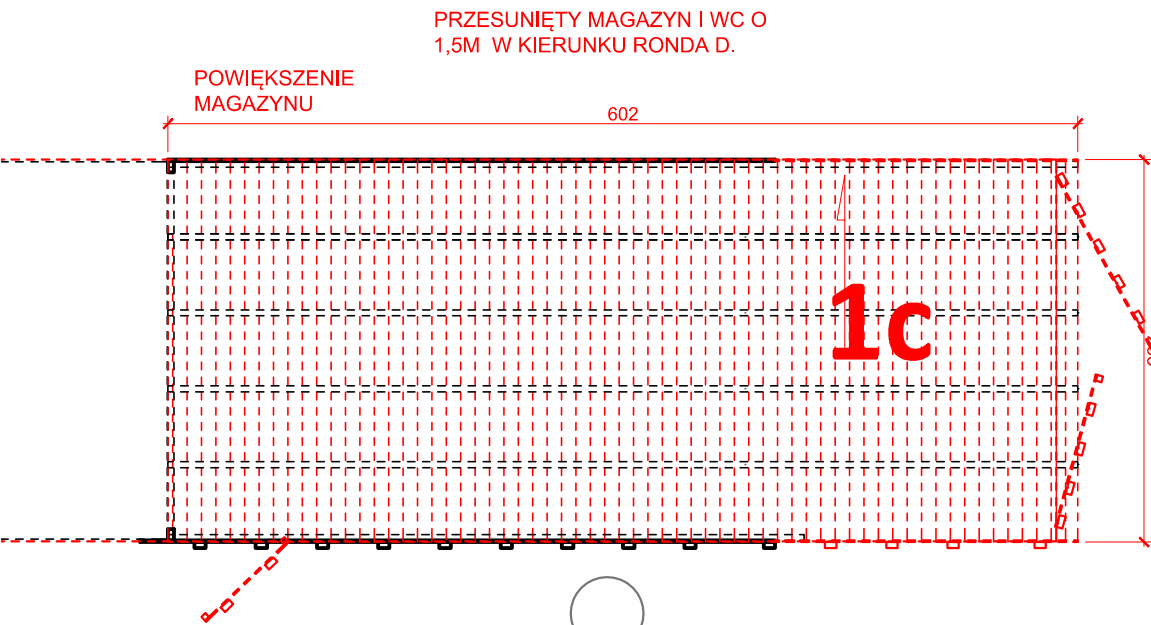 PRZESUNIĘTY MAGAZYN I WC O
1,5M W KIERUNKU RONDA D.
POWIĘKSZENIE
MAGAZYNU
602
1c